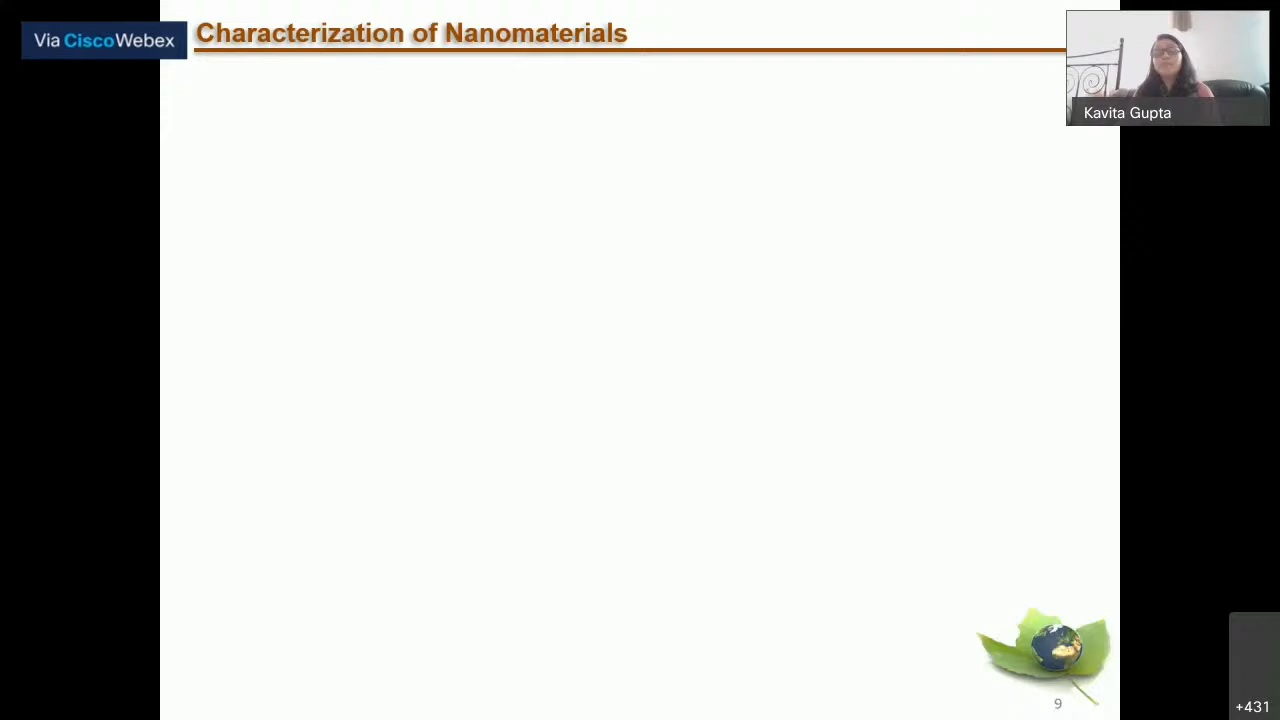 Via CiscoWebex
Characterization of Nanomaterials
Kavita Gupta
9
+431